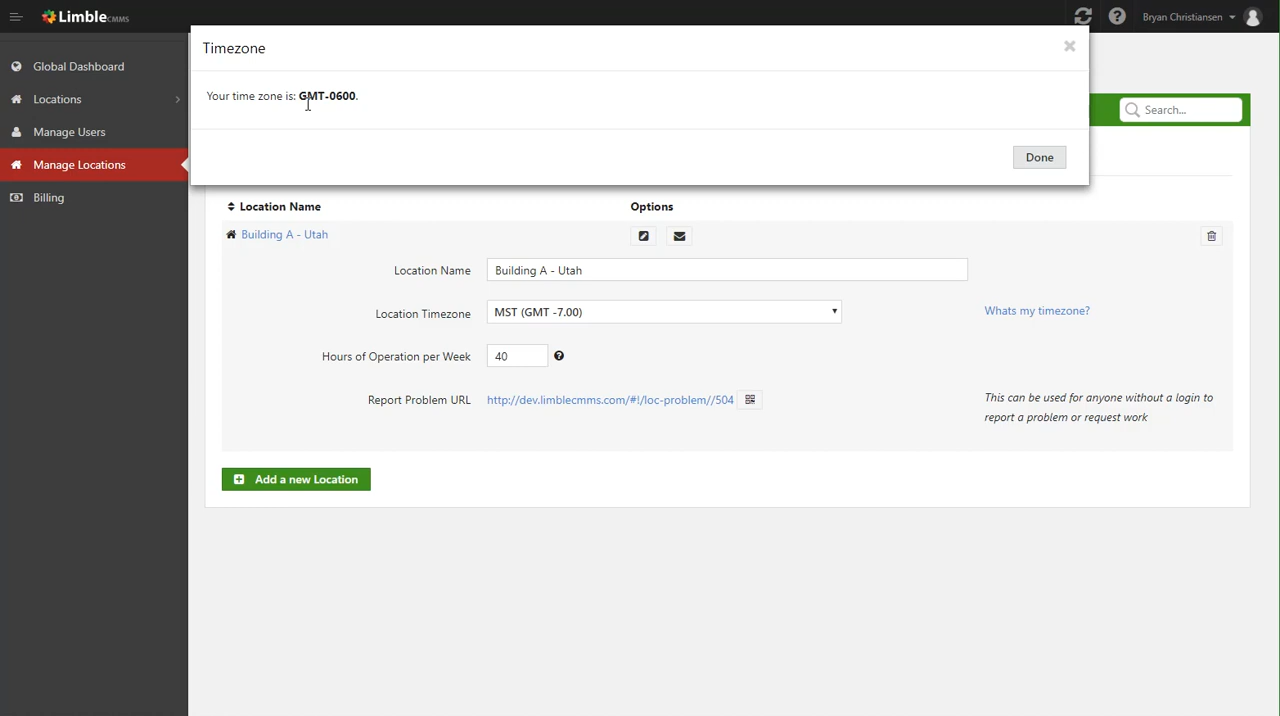 LimbleCMMS
Bryan Christiansen
Timezone
Your time zone is: GMT-0600.
Done
Global Dashboard
Locations
Manage Users
Manage Locations
Billing
Search...
Location Name
Options
Building A - Utah
Location Name
Building A - Utah
Location Timezone
MST (GMT -7.00)
Whats my timezone?
Hours of Operation per Week
40
Report Problem URL
http://dev.limblecmms.com/#!/loc-problem//504
This can be used for anyone without a login to
report a problem or request work
Add a new Location